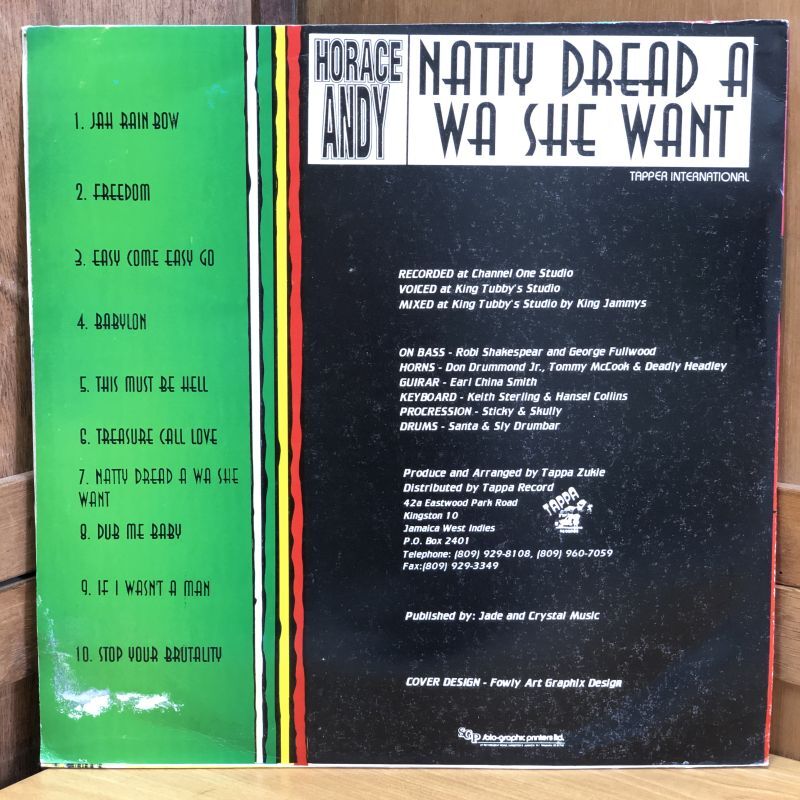 HORACE
ANDY
NATTY DREAD A
WA SHE WANT
TAPPER INTERNATIONAL
1. JAH RAIN BOW
2. FREEDOM
3. EASY COME EASY GO
4. BABYLON
5. THIS MUST BE HELL
6. TREASURE CALL LOVE
7. NATTY DREAD A WA SHE
WANT
8. DUB ME BABY
9. IF I WASN'T A MAN
10. STOP YOUR BRUTALITY
RECORDED at Channel One Studio
VOICED at King Tubby's Studio
MIXED at King Tubby's Studio by King Jammys
ON BASS - Robi Shakespear and George Fullwood
HORNS - Don Drummond Jr., Tommy McCook & Deadly Headley
GUIRAR - Earl China Smith
KEYBOARD - Keith Sterling & Hansel Collins
PROCRESSION - Sticky & Skully
DRUMS - Santa & Sly Drumbar
Produce and Arranged by Tappa Zukie
Distributed by Tappa Record
42a Eastwood Park Road
Kingston 10
Jamaica West Indies
P.O. Box 2401
Telephone: (809) 929-8108, (809) 960-7059
Fax:(809) 929-3349
TAPPA
Published by: Jade and Crystal Music
COVER DESIGN - Fowly Art Graphix Design
SGP Solo-graphic printers ltd.